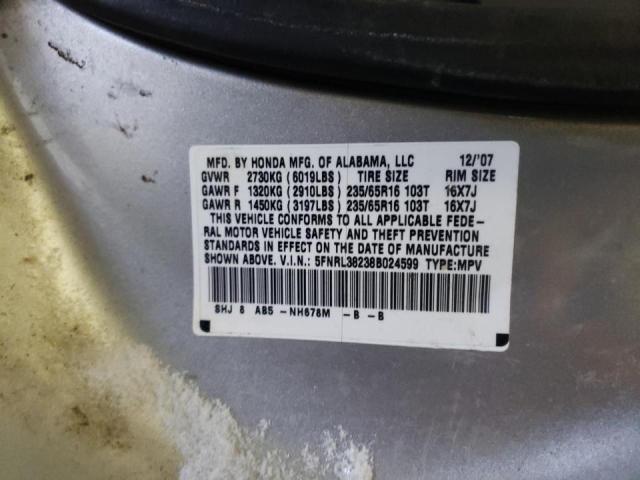 MFD. BY HONDA MFG. OF ALABAMA, LLC 12/'07
GVWR 2730KG (6019LBS) TIRE SIZE RIM SIZE
GAWR F 1320KG (2910LBS) 235/65R16 103T 16X7J
GAWR R 1450KG (3197LBS) 235/65R16 103T 16X7J
THIS VEHICLE CONFORMS TO ALL APPLICABLE FEDE-
RAL MOTOR VEHICLE SAFETY AND THEFT PREVENTION
STANDARDS IN EFFECT ON THE DATE OF MANUFACTURE
SHOWN ABOVE. V.I.N.: 5FNRL38238B024599 TYPE:MPV
SHJ 8 AB5 -NH678M -B -B